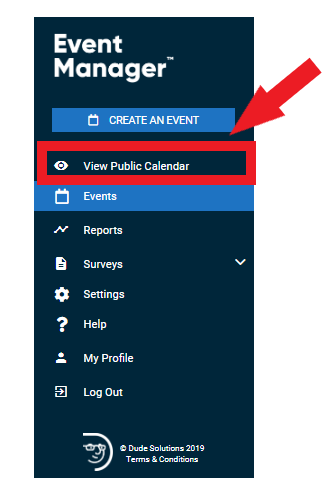 Event
Manager™
CREATE AN EVENT
View Public Calendar
Events
Reports
Surveys
Settings
Help
My Profile
Log Out
© Dude Solutions 2019
Terms & Conditions